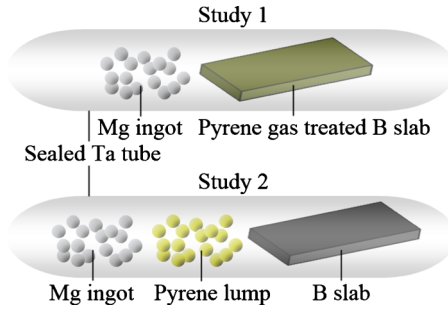 Study 1
Mg ingot Pyrene gas treated B slab
Sealed Ta tube
Study 2
Mg ingot Pyrene lump B slab